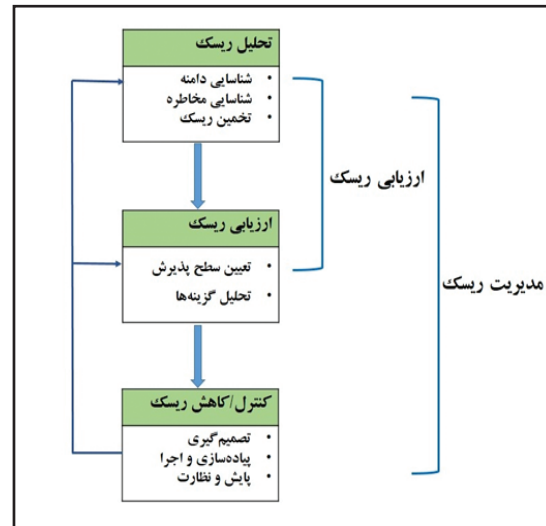 تحلیل ریسک
• شناسایی دامنه
• شناسایی مخاطره
• تخمین ریسک
ارزیابی ریسک
ارزیابی ریسک
• تعیین سطح پذیرش
• تحلیل گزینه‌ها
مدیریت ریسک
کنترل/کاهش ریسک
• تصمیم‌گیری
• پیاده‌سازی و اجرا
• پایش و نظارت